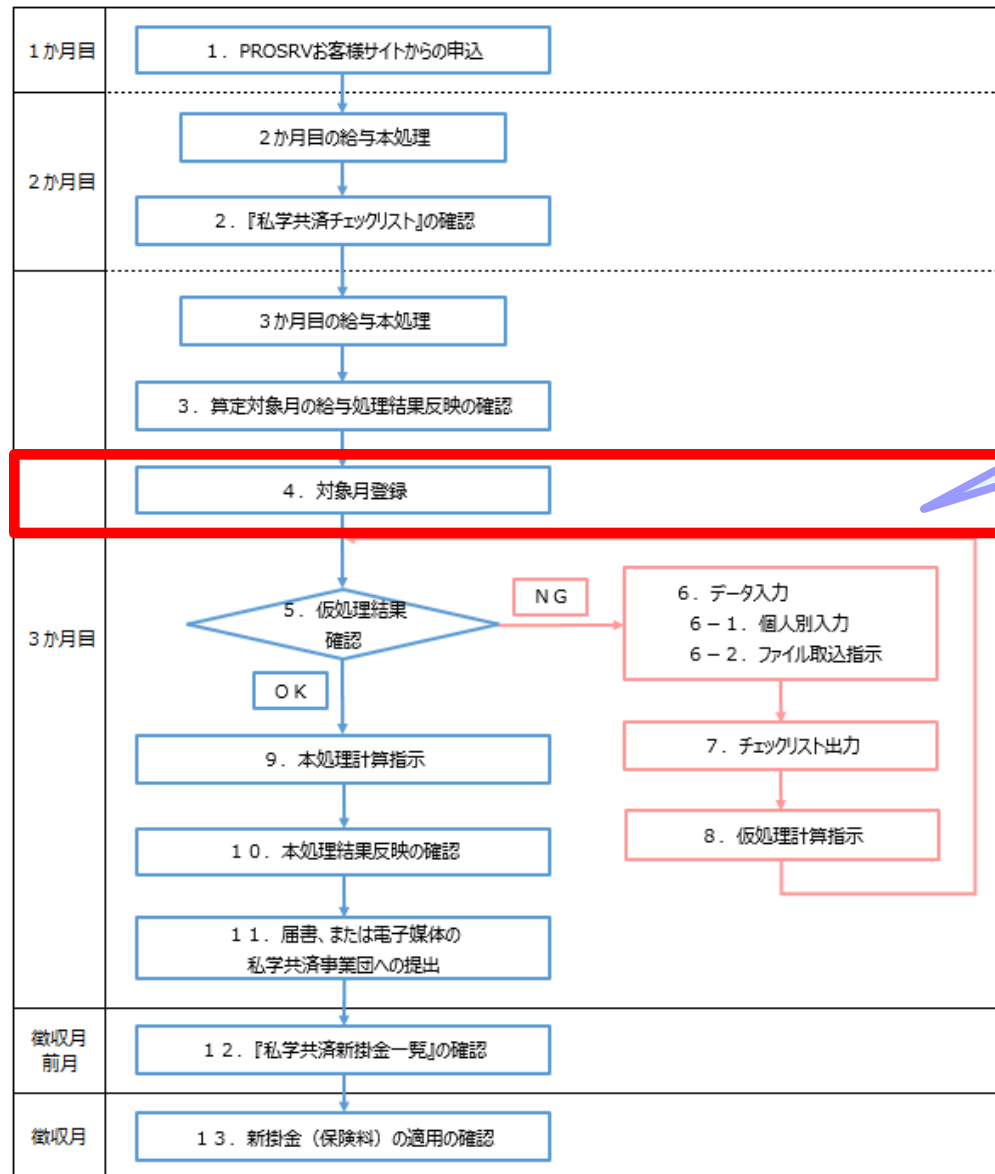 1か月目
1．PROSRVお客様サイトからの申込
2か月目
2か月目の給与本処理
2．『私学共済チェックリスト』の確認
3か月目
3か月目の給与本処理
3．算定対象月の給与処理結果反映の確認
4．対象月登録
5．仮処理結果
確認
NG
OK
6．データ入力
6－1．個人別入力
6－2．ファイル取込指示
7．チェックリスト出力
8．仮処理計算指示
9．本処理計算指示
10．本処理結果反映の確認
11．届書、または電子媒体の
私学共済事業団への提出
徴収月
前月
12．『私学共済新掛金一覧』の確認
徴収月
13．新掛金（保険料）の適用の確認